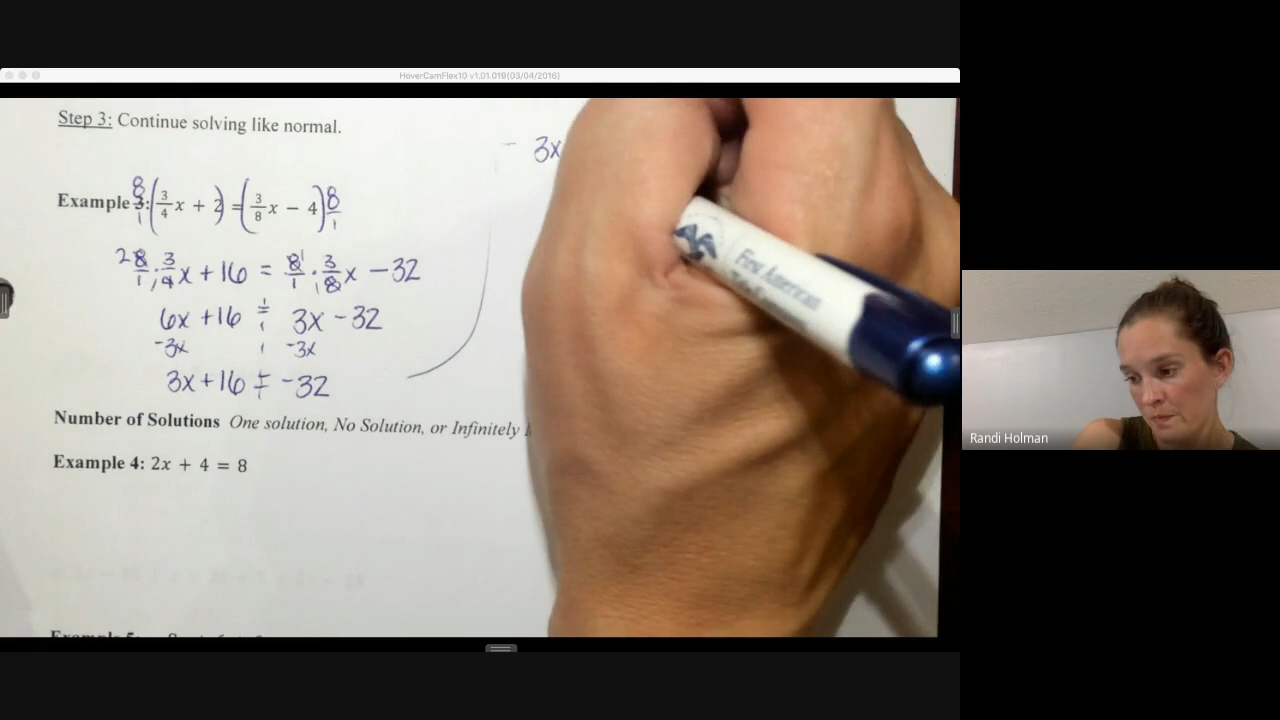 HoverCamFlex10 v1.01.019(03/04/2016)
Step 3: Continue solving like normal.
3x
Example 3: 8/1 (3/4 x + 2) = (3/8 x − 4) 8/1
2 8/1 · 3/4 x + 16 = 8/1 · 3/8 x − 32
6x + 16 = 3x − 32
-3x -3x
3x + 16 = -32
Number of Solutions One solution, No Solution, or Infinitely
Example 4: 2x + 4 = 8
First American
Randi Holman